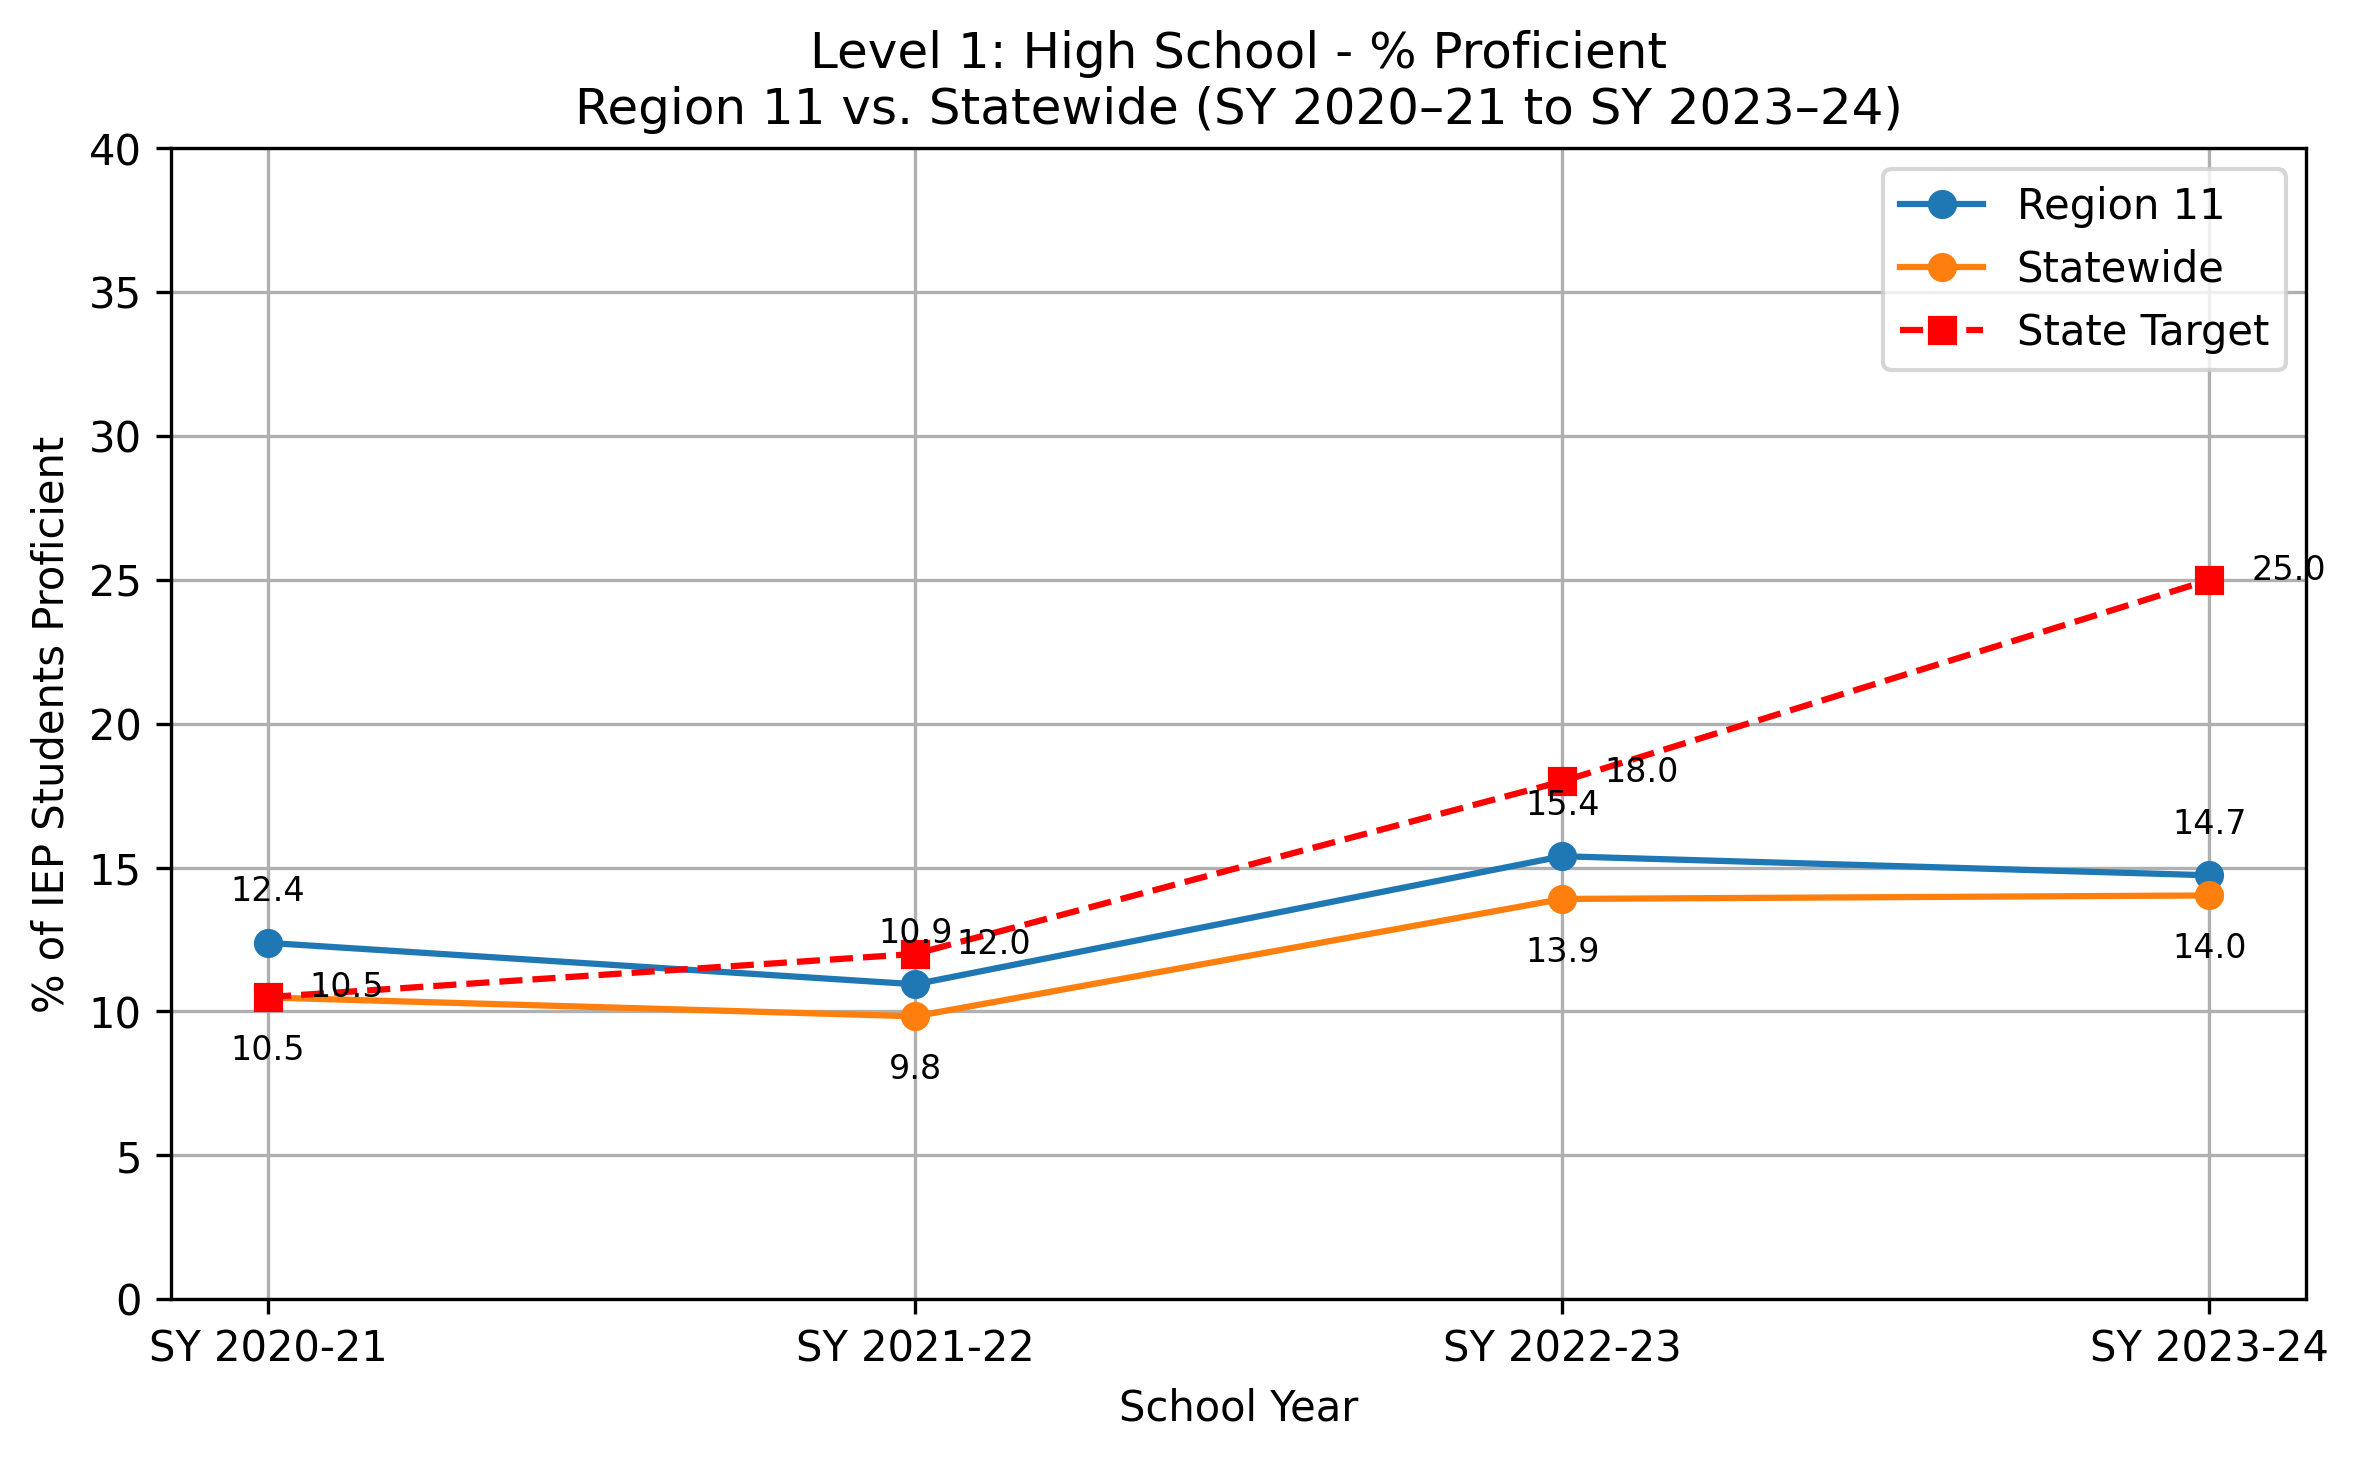 Level 1: High School - % Proficient
Region 11 vs. Statewide (SY 2020–21 to SY 2023–24)
Region 11
Statewide
State Target
% of IEP Students Proficient
40
35
30
25
20
15
10
5
0
12.4
10.5
10.5
10.9
12.0
9.8
18.0
15.4
13.9
25.0
14.7
14.0
SY 2020-21
SY 2021-22
SY 2022-23
SY 2023-24
School Year